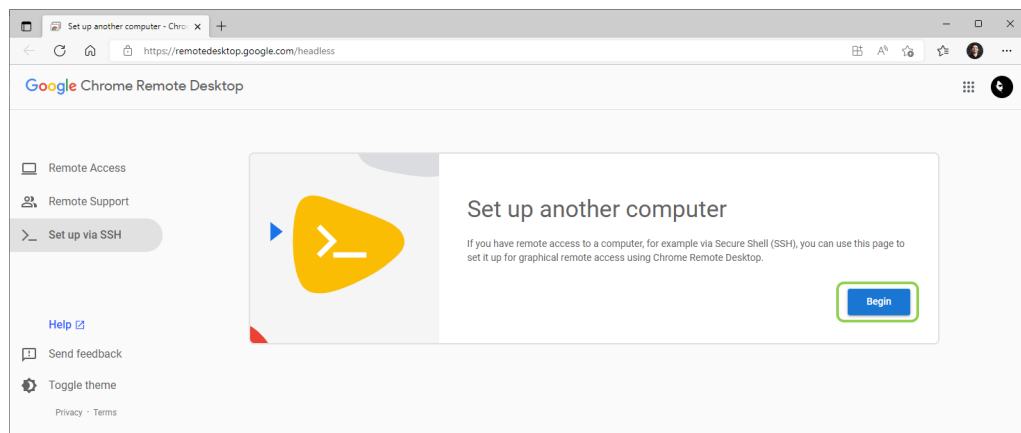 Set up another computer - Chro
https://remotedesktop.google.com/headless
Google Chrome Remote Desktop
Remote Access
Remote Support
Set up via SSH
Set up another computer
If you have remote access to a computer, for example via Secure Shell (SSH), you can use this page to
set it up for graphical remote access using Chrome Remote Desktop.
Begin
Help
Send feedback
Toggle theme
Privacy · Terms